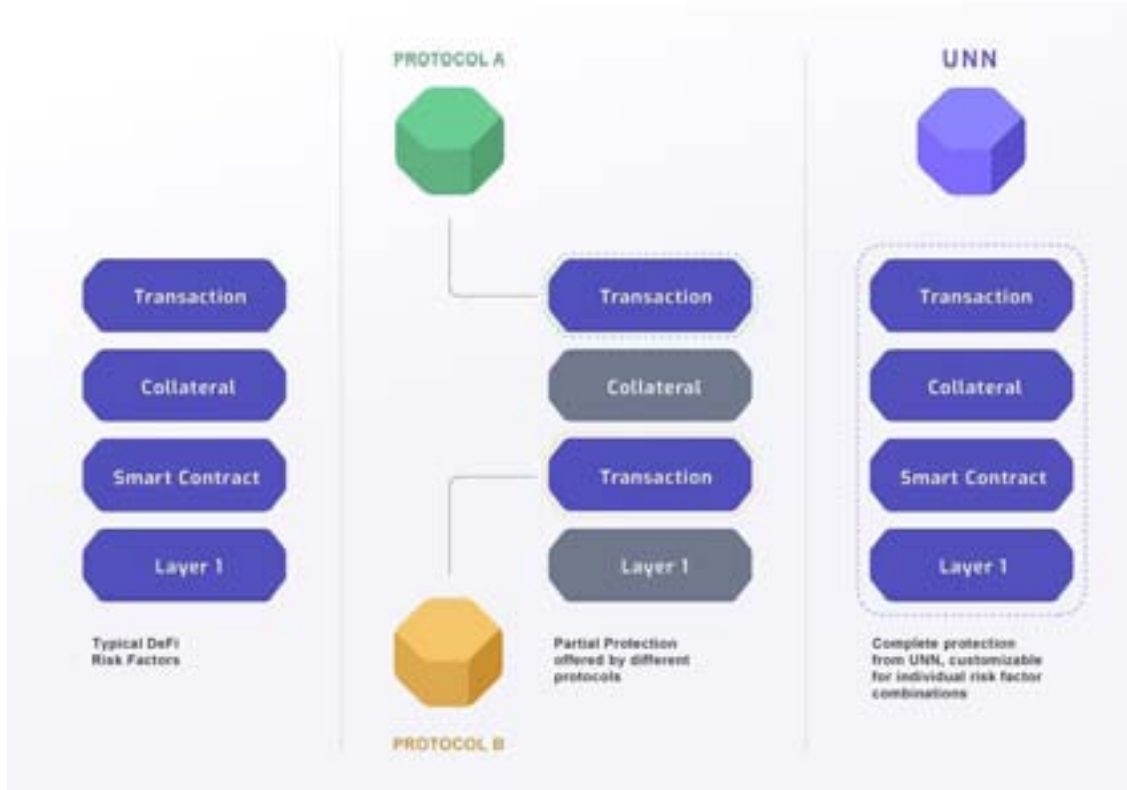 PROTOCOL A
UNN
Transaction
Collateral
Smart Contract
Layer 1
Typical DeFi
Risk Factors
Transaction
Collateral
Transaction
Layer 1
Partial Protection
offered by different
protocols
PROTOCOL B
Transaction
Collateral
Smart Contract
Layer 1
Complete protection
from UNN, customizable
for individual risk factor
combinations